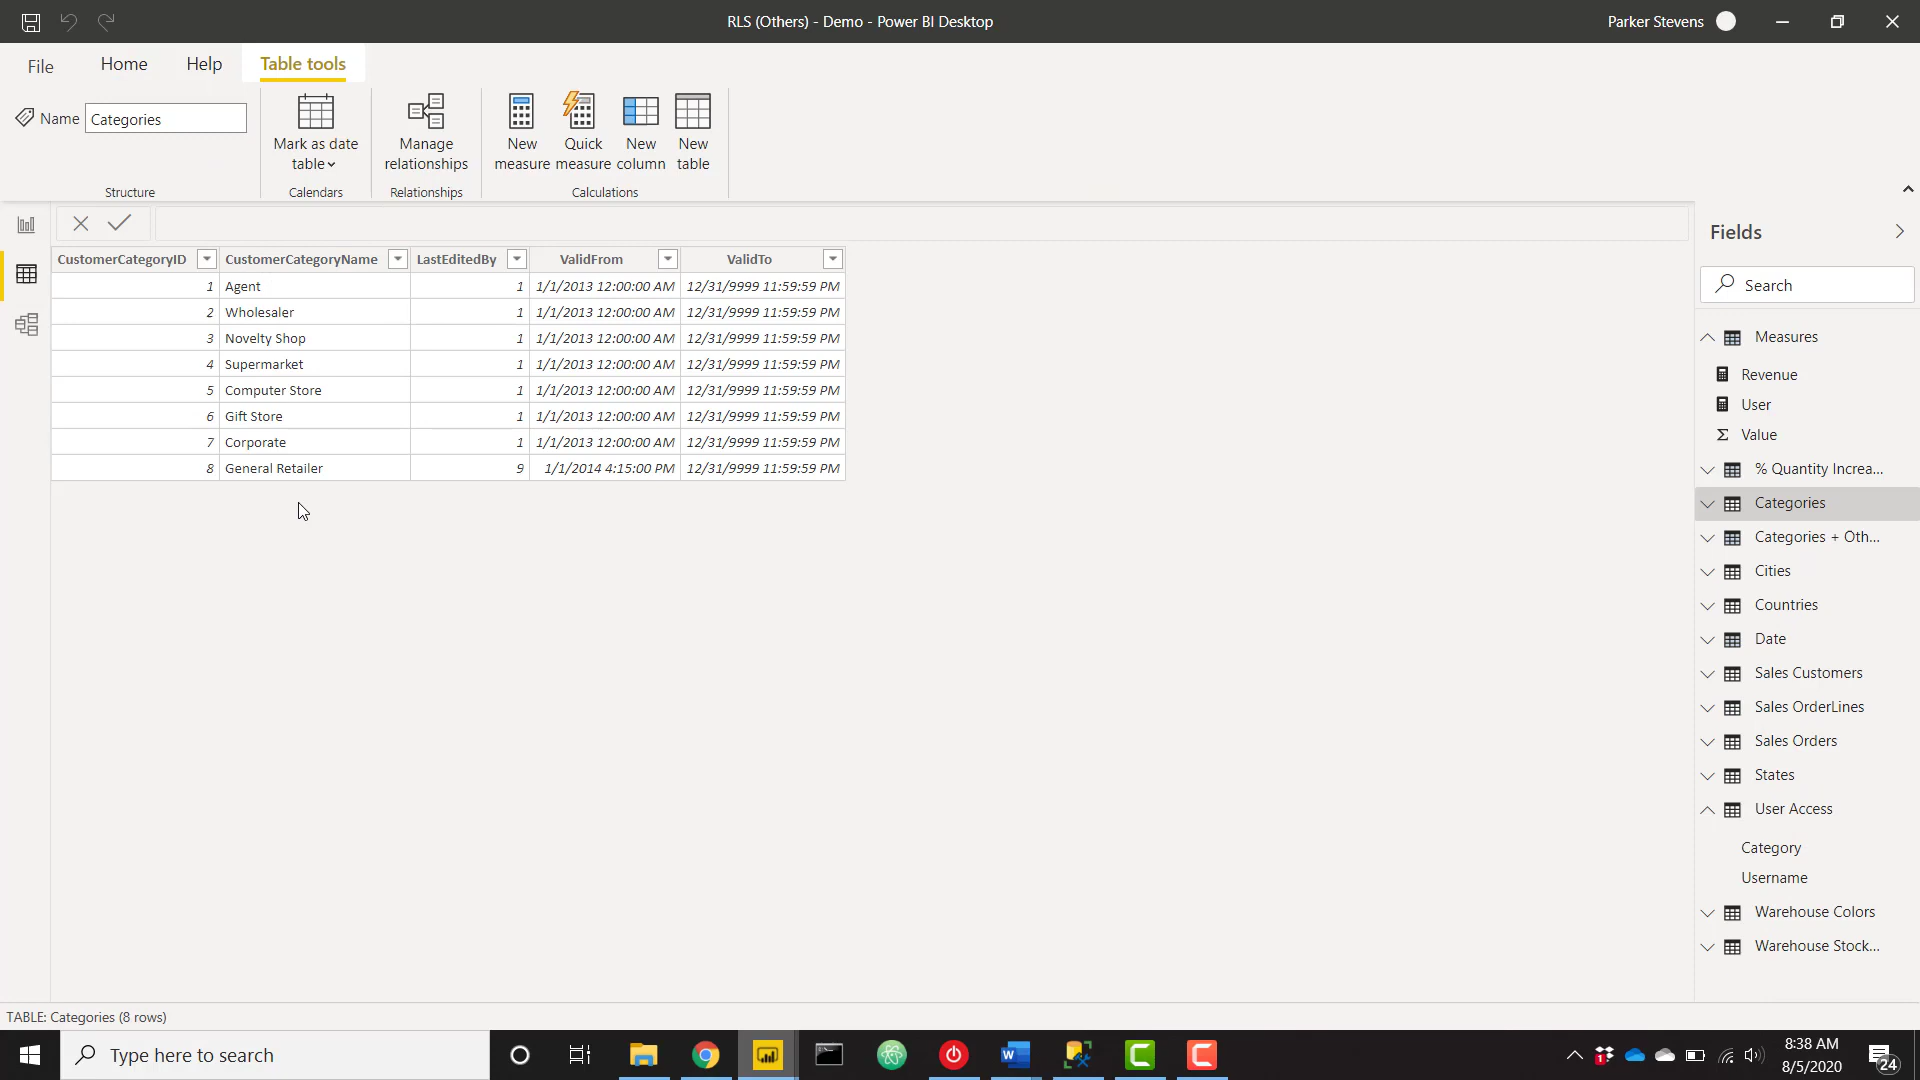 RLS (Others) - Demo - Power BI Desktop
Parker Stevens
File
Home
Help
Table tools
Name
Categories
Structure
Mark as date
table
Calendars
Manage
relationships
Relationships
New
measure
Quick
measure
New
column
New
table
Calculations
CustomerCategoryID CustomerCategoryName LastEditedBy ValidFrom ValidTo
1 Agent 1 1/1/2013 12:00:00 AM 12/31/9999 11:59:59 PM
2 Wholesaler 1 1/1/2013 12:00:00 AM 12/31/9999 11:59:59 PM
3 Novelty Shop 1 1/1/2013 12:00:00 AM 12/31/9999 11:59:59 PM
4 Supermarket 1 1/1/2013 12:00:00 AM 12/31/9999 11:59:59 PM
5 Computer Store 1 1/1/2013 12:00:00 AM 12/31/9999 11:59:59 PM
6 Gift Store 1 1/1/2013 12:00:00 AM 12/31/9999 11:59:59 PM
7 Corporate 1 1/1/2013 12:00:00 AM 12/31/9999 11:59:59 PM
8 General Retailer 9 1/1/2014 4:15:00 PM 12/31/9999 11:59:59 PM
Fields
Search
Measures
Revenue
User
Value
% Quantity Increa...
Categories
Categories + Oth...
Cities
Countries
Date
Sales Customers
Sales OrderLines
Sales Orders
States
User Access
Category
Username
Warehouse Colors
Warehouse Stock...
TABLE: Categories (8 rows)
Type here to search
8:38 AM
8/5/2020
24